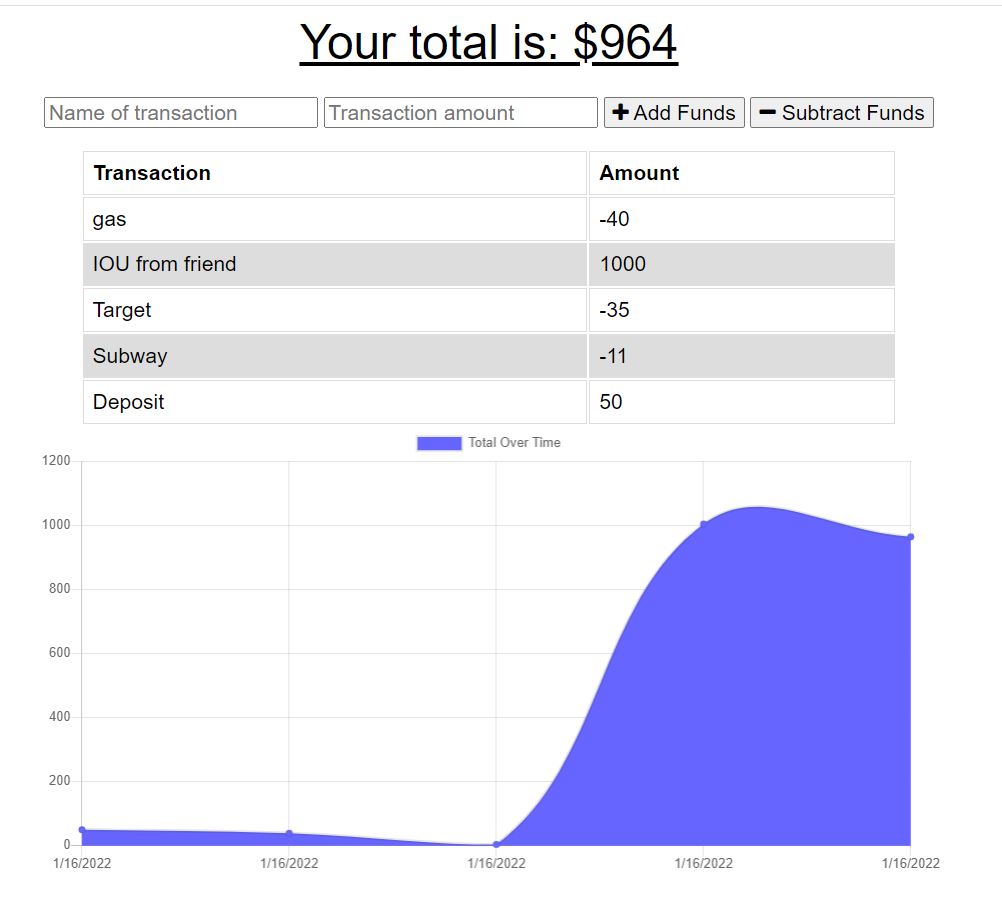 Your total is: $964
Name of transaction Transaction amount Add Funds Subtract Funds
Transaction Amount
gas -40
IOU from friend 1000
Target -35
Subway -11
Deposit 50
Total Over Time
1200
1000
800
600
400
200
0
1/16/2022 1/16/2022 1/16/2022 1/16/2022 1/16/2022